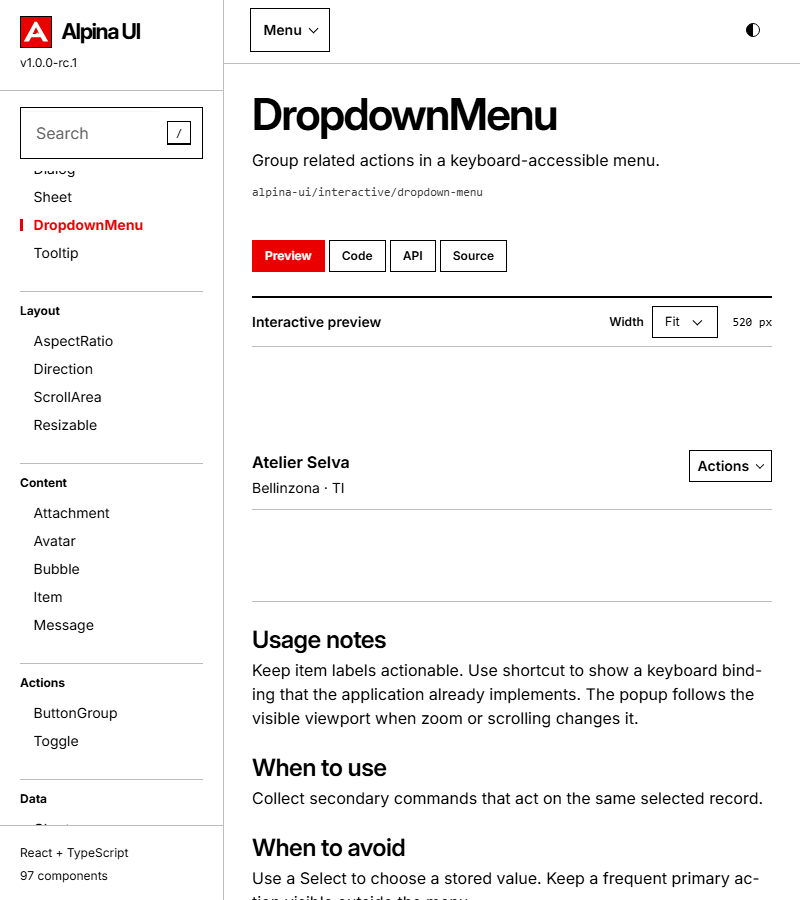 Alpina UI
v1.0.0-rc.1
Search
/
Dialog
Sheet
DropdownMenu
Tooltip
Layout
AspectRatio
Direction
ScrollArea
Resizable
Content
Attachment
Avatar
Bubble
Item
Message
Actions
ButtonGroup
Toggle
Data
React + TypeScript
97 components
Menu
DropdownMenu
Group related actions in a keyboard-accessible menu.
alpina-ui/interactive/dropdown-menu
Preview Code API Source
Interactive preview Width Fit 520 px
Atelier Selva
Bellinzona · TI
Actions
Usage notes
Keep item labels actionable. Use shortcut to show a keyboard bind-
ing that the application already implements. The popup follows the
visible viewport when zoom or scrolling changes it.
When to use
Collect secondary commands that act on the same selected record.
When to avoid
Use a Select to choose a stored value. Keep a frequent primary ac-
tion visible outside the menu.